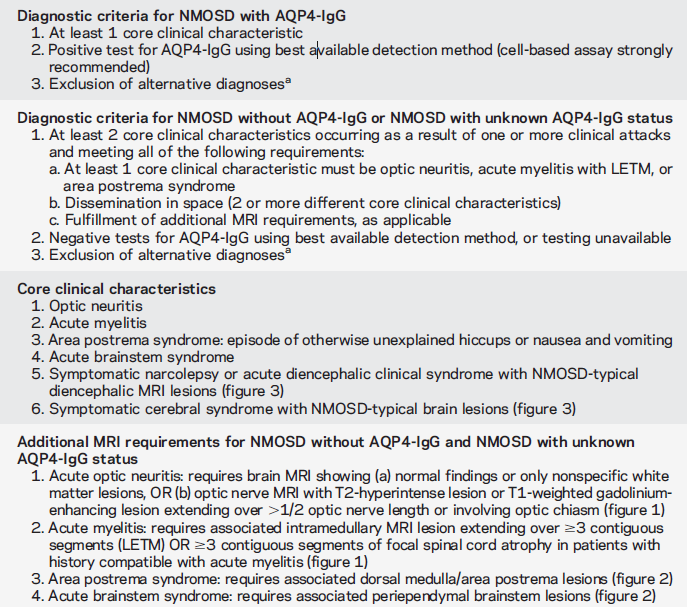 Diagnostic criteria for NMOSD with AQP4-IgG
1. At least 1 core clinical characteristic
2. Positive test for AQP4-IgG using best available detection method (cell-based assay strongly
recommended)
3. Exclusion of alternative diagnosesᵃ
Diagnostic criteria for NMOSD without AQP4-IgG or NMOSD with unknown AQP4-IgG status
1. At least 2 core clinical characteristics occurring as a result of one or more clinical attacks
and meeting all of the following requirements:
a. At least 1 core clinical characteristic must be optic neuritis, acute myelitis with LETM, or
area postrema syndrome
b. Dissemination in space (2 or more different core clinical characteristics)
c. Fulfillment of additional MRI requirements, as applicable
2. Negative tests for AQP4-IgG using best available detection method, or testing unavailable
3. Exclusion of alternative diagnosesᵃ
Core clinical characteristics
1. Optic neuritis
2. Acute myelitis
3. Area postrema syndrome: episode of otherwise unexplained hiccups or nausea and vomiting
4. Acute brainstem syndrome
5. Symptomatic narcolepsy or acute diencephalic clinical syndrome with NMOSD-typical
diencephalic MRI lesions (figure 3)
6. Symptomatic cerebral syndrome with NMOSD-typical brain lesions (figure 3)
Additional MRI requirements for NMOSD without AQP4-IgG and NMOSD with unknown
AQP4-IgG status
1. Acute optic neuritis: requires brain MRI showing (a) normal findings or only nonspecific white
matter lesions, OR (b) optic nerve MRI with T2-hyperintense lesion or T1-weighted gadolinium-
enhancing lesion extending over >1/2 optic nerve length or involving optic chiasm (figure 1)
2. Acute myelitis: requires associated intramedullary MRI lesion extending over ≥3 contiguous
segments (LETM) OR ≥3 contiguous segments of focal spinal cord atrophy in patients with
history compatible with acute myelitis (figure 1)
3. Area postrema syndrome: requires associated dorsal medulla/area postrema lesions (figure 2)
4. Acute brainstem syndrome: requires associated periependymal brainstem lesions (figure 2)